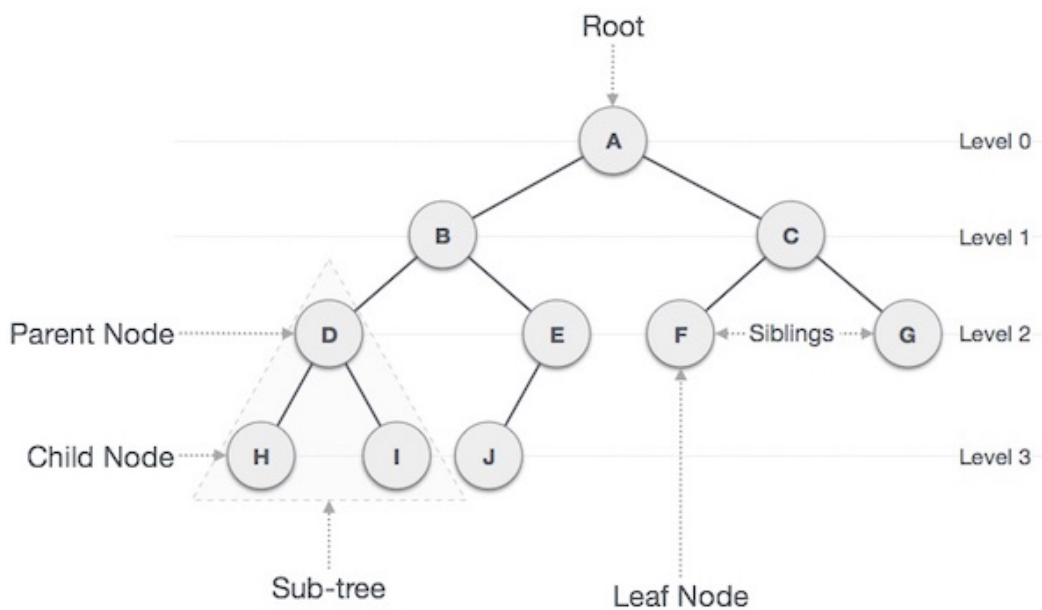 Root
A
Level 0
B
C
Level 1
Parent Node
D
E
F
Siblings
G
Level 2
Child Node
H
I
J
Level 3
Sub-tree
Leaf Node